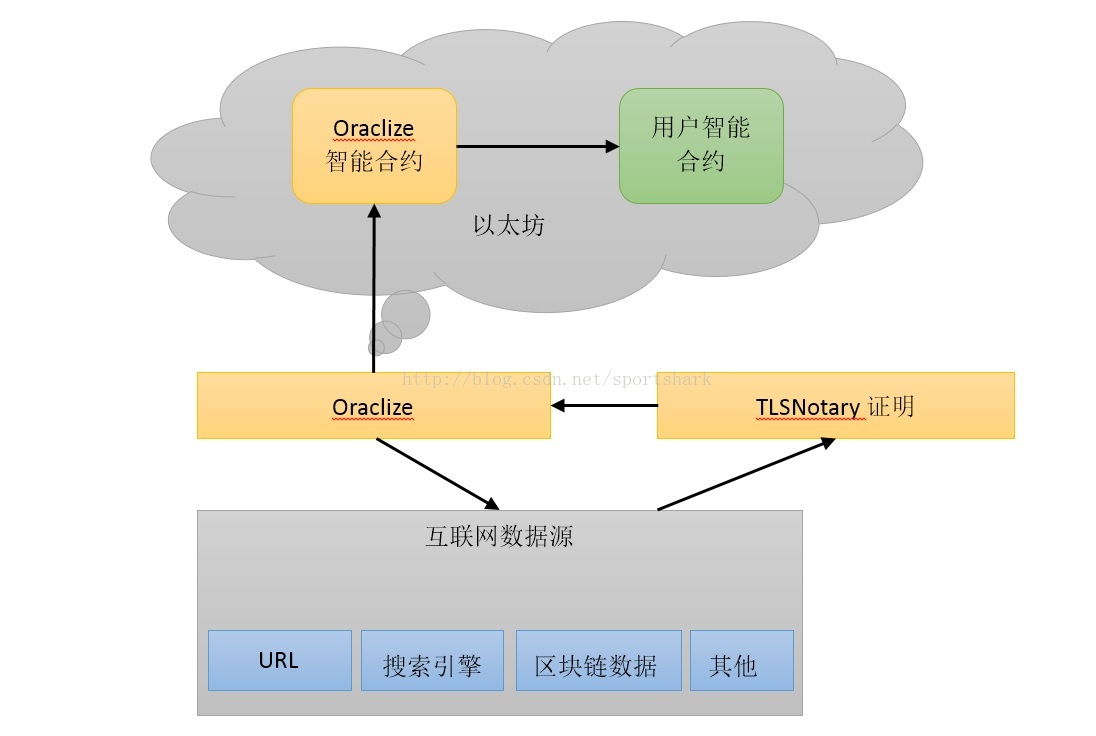 Oraclize
智能合约
用户智能
合约
以太坊
http://blog.csdn.net/sportshark
Oraclize
TLSNotary 证明
互联网数据源
URL
搜索引擎
区块链数据
其他